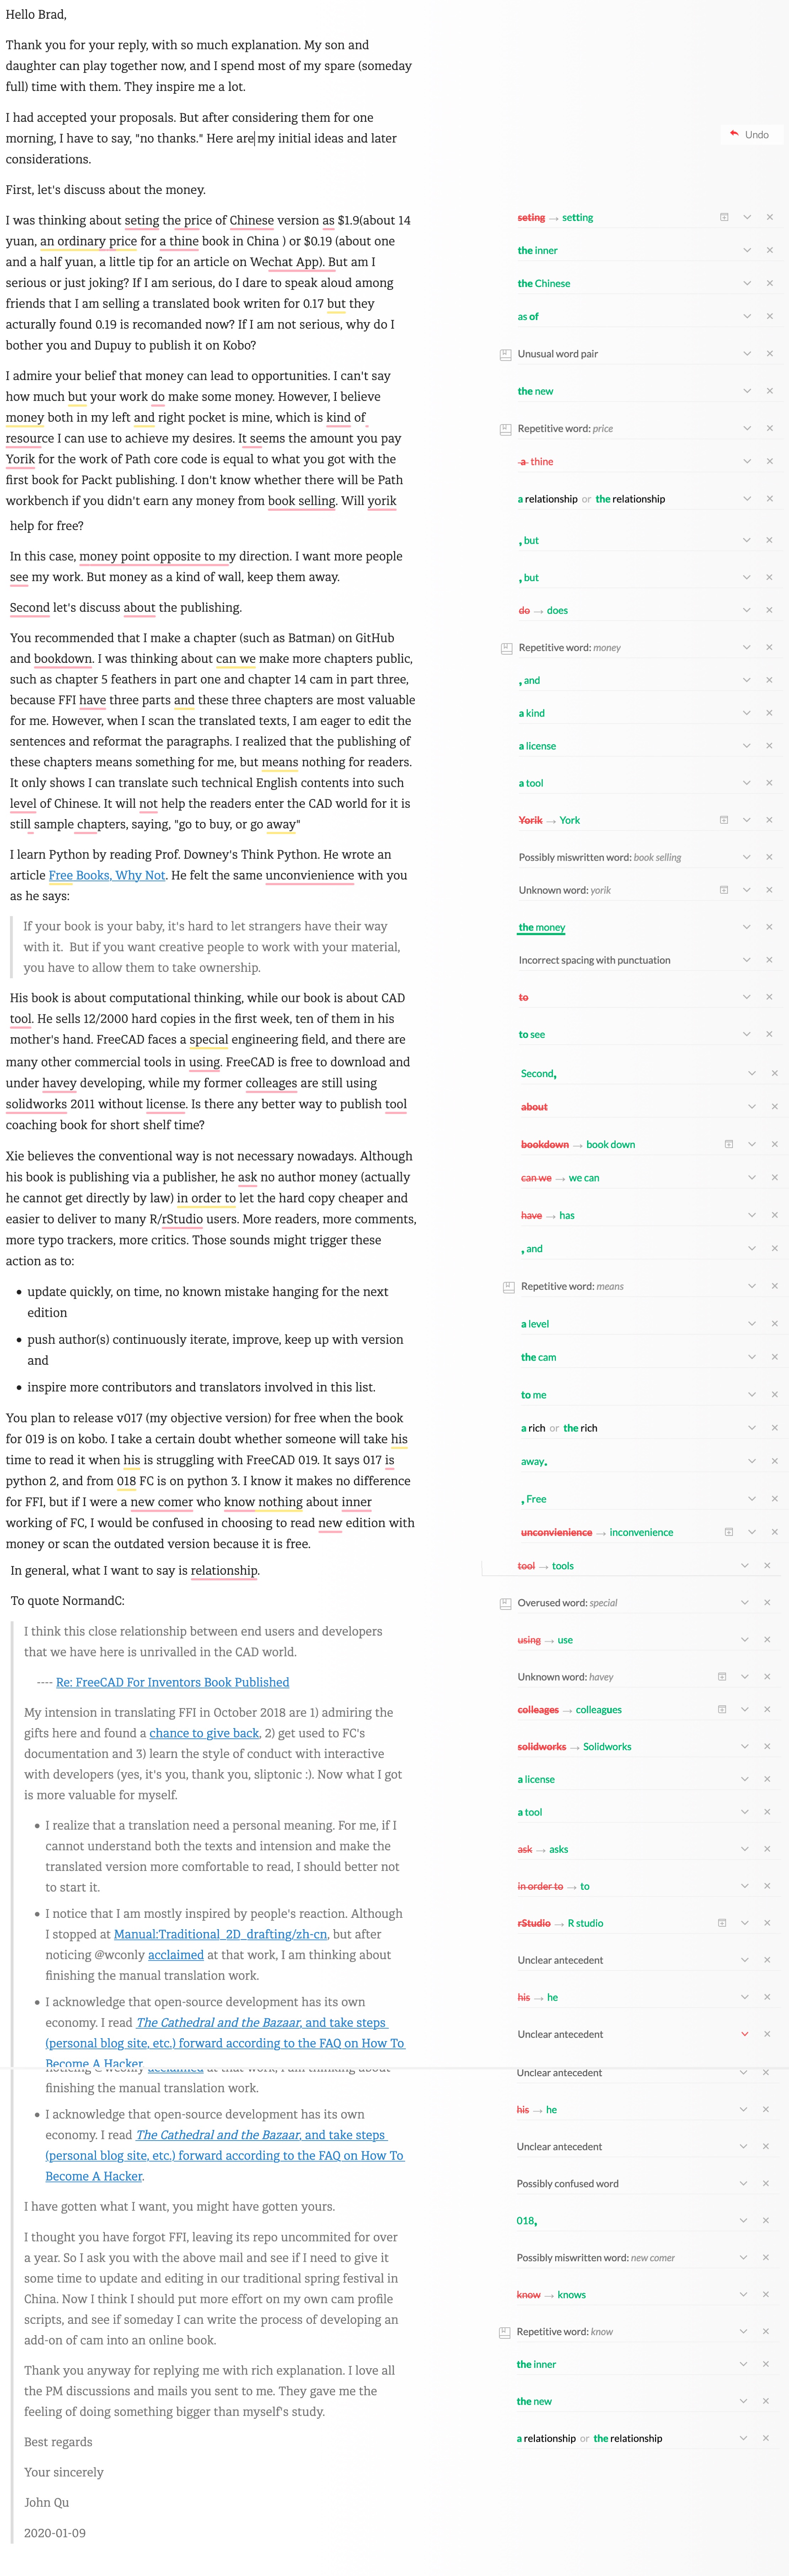 Hello Brad,
Thank you for your reply, with so much explanation. My son and
daughter can play together now, and I spend most of my spare (someday
full) time with them. They inspire me a lot.
I had accepted your proposals. But after considering them for one
morning, I have to say, "no thanks." Here are my initial ideas and later
considerations.
Undo
First, let's discuss about the money.
I was thinking about seting the price of Chinese version as $1.9(about 14
yuan, an ordinary price for a thine book in China ) or $0.19 (about one
and a half yuan, a little tip for an article on Wechat App). But am I
serious or just joking? If I am serious, do I dare to speak aloud among
friends that I am selling a translated book writen for 0.17 but they
acturally found 0.19 is recomanded now? If I am not serious, why do I
bother you and Dupuy to publish it on Kobo?
I admire your belief that money can lead to opportunities. I can't say
how much but your work do make some money. However, I believe
money both in my left and right pocket is mine, which is kind of
resource I can use to achieve my desires. It seems the amount you pay
Yorik for the work of Path core code is equal to what you got with the
first book for Packt publishing. I don't know whether there will be Path
workbench if you didn't earn any money from book selling. Will yorik
help for free?
In this case, money point opposite to my direction. I want more people
see my work. But money as a kind of wall, keep them away.
Second let's discuss about the publishing.
You recommended that I make a chapter (such as Batman) on GitHub
and bookdown. I was thinking about can we make more chapters public,
such as chapter 5 feathers in part one and chapter 14 cam in part three,
because FFI have three parts and these three chapters are most valuable
for me. However, when I scan the translated texts, I am eager to edit the
sentences and reformat the paragraphs. I realized that the publishing of
these chapters means something for me, but means nothing for readers.
It only shows I can translate such technical English contents into such
level of Chinese. It will not help the readers enter the CAD world for it is
still sample chapters, saying, "go to buy, or go away"
I learn Python by reading Prof. Downey's Think Python. He wrote an
article Free Books, Why Not. He felt the same unconvienience with you
as he says:
If your book is your baby, it's hard to let strangers have their way
with it. But if you want creative people to work with your material,
you have to allow them to take ownership.
His book is about computational thinking, while our book is about CAD
tool. He sells 12/2000 hard copies in the first week, ten of them in his
mother's hand. FreeCAD faces a special engineering field, and there are
many other commercial tools in using. FreeCAD is free to download and
under havey developing, while my former colleages are still using
solidworks 2011 without license. Is there any better way to publish tool
coaching book for short shelf time?
Xie believes the conventional way is not necessary nowadays. Although
his book is publishing via a publisher, he ask no author money (actually
he cannot get directly by law) in order to let the hard copy cheaper and
easier to deliver to many R/rStudio users. More readers, more comments,
more typo trackers, more critics. Those sounds might trigger these
action as to:
• update quickly, on time, no known mistake hanging for the next
edition
• push author(s) continuously iterate, improve, keep up with version
and
• inspire more contributors and translators involved in this list.
You plan to release v017 (my objective version) for free when the book
for 019 is on kobo. I take a certain doubt whether someone will take his
time to read it when his is struggling with FreeCAD 019. It says 017 is
python 2, and from 018 FC is on python 3. I know it makes no difference
for FFI, but if I were a new comer who know nothing about inner
working of FC, I would be confused in choosing to read new edition with
money or scan the outdated version because it is free.
In general, what I want to say is relationship.
To quote NormandC:
I think this close relationship between end users and developers
that we have here is unrivalled in the CAD world.
---- Re: FreeCAD For Inventors Book Published
My intension in translating FFI in October 2018 are 1) admiring the
gifts here and found a chance to give back, 2) get used to FC's
documentation and 3) learn the style of conduct with interactive
with developers (yes, it's you, thank you, sliptonic :). Now what I got
is more valuable for myself.
• I realize that a translation need a personal meaning. For me, if I
cannot understand both the texts and intension and make the
translated version more comfortable to read, I should better not
to start it.
• I notice that I am mostly inspired by people's reaction. Although
I stopped at Manual:Traditional_2D_drafting/zh-cn, but after
noticing @wconly acclaimed at that work, I am thinking about
finishing the manual translation work.
• I acknowledge that open-source development has its own
economy. I read The Cathedral and the Bazaar, and take steps
(personal blog site, etc.) forward according to the FAQ on How To
Become A Hacker.
noticing @wconly acclaimed at that work, I am thinking about
finishing the manual translation work.
• I acknowledge that open-source development has its own
economy. I read The Cathedral and the Bazaar, and take steps
(personal blog site, etc.) forward according to the FAQ on How To
Become A Hacker.
I have gotten what I want, you might have gotten yours.
I thought you have forgot FFI, leaving its repo uncommited for over
a year. So I ask you with the above mail and see if I need to give it
some time to update and editing in our traditional spring festival in
China. Now I think I should put more effort on my own cam profile
scripts, and see if someday I can write the process of developing an
add-on of cam into an online book.
Thank you anyway for replying me with rich explanation. I love all
the PM discussions and mails you sent to me. They gave me the
feeling of doing something bigger than myself's study.
Best regards
Your sincerely
John Qu
2020-01-09
seting → setting
the inner
the Chinese
as of
Unusual word pair
the new
Repetitive word: price
a thine
a relationship or the relationship
, but
, but
do → does
Repetitive word: money
, and
a kind
a license
a tool
Yorik → York
Possibly miswritten word: book selling
Unknown word: yorik
the money
Incorrect spacing with punctuation
to
to see
Second,
about
bookdown → book down
can we → we can
have → has
, and
Repetitive word: means
a level
the cam
to me
a rich or the rich
away.
, Free
unconvienience → inconvenience
tool → tools
Overused word: special
using → use
Unknown word: havey
colleages → colleagues
solidworks → Solidworks
a license
a tool
ask → asks
in order to → to
rStudio → R studio
Unclear antecedent
his → he
Unclear antecedent
Unclear antecedent
his → he
Unclear antecedent
Possibly confused word
018,
Possibly miswritten word: new comer
know → knows
Repetitive word: know
the inner
the new
a relationship or the relationship